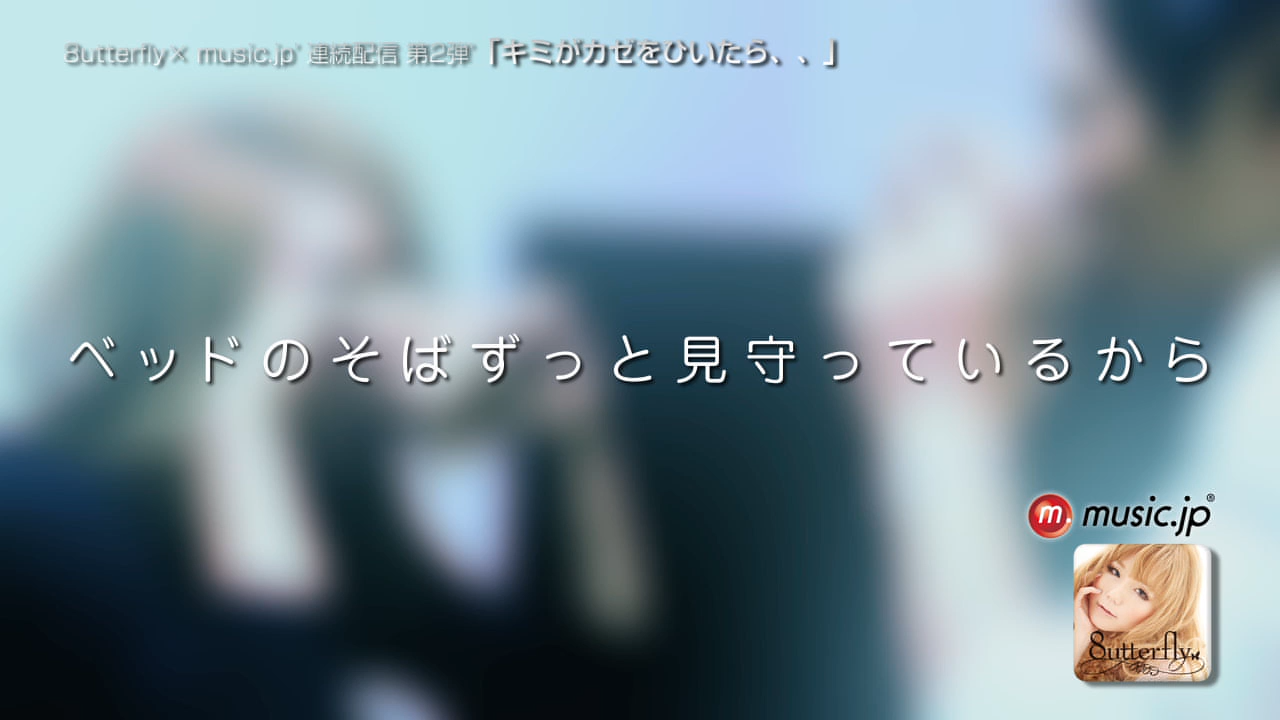 8utterfly× music.jp 連続配信 第2弾 「キミがカゼをひいたら、、」
ベッドのそばずっと見守っているから
m. music.jp®
8utterfly